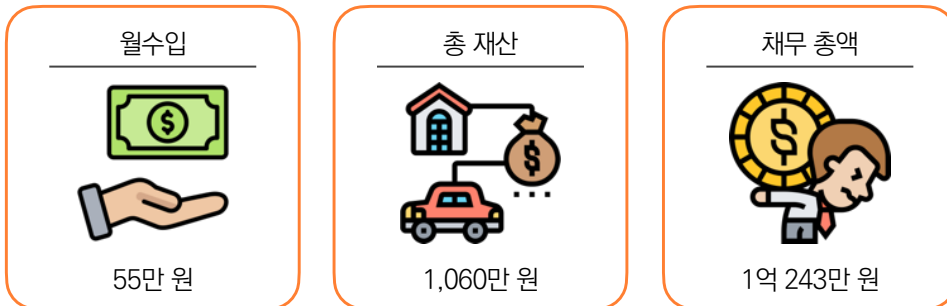 월수입
총 재산
채무 총액
55만 원
1,060만 원
1억 243만 원